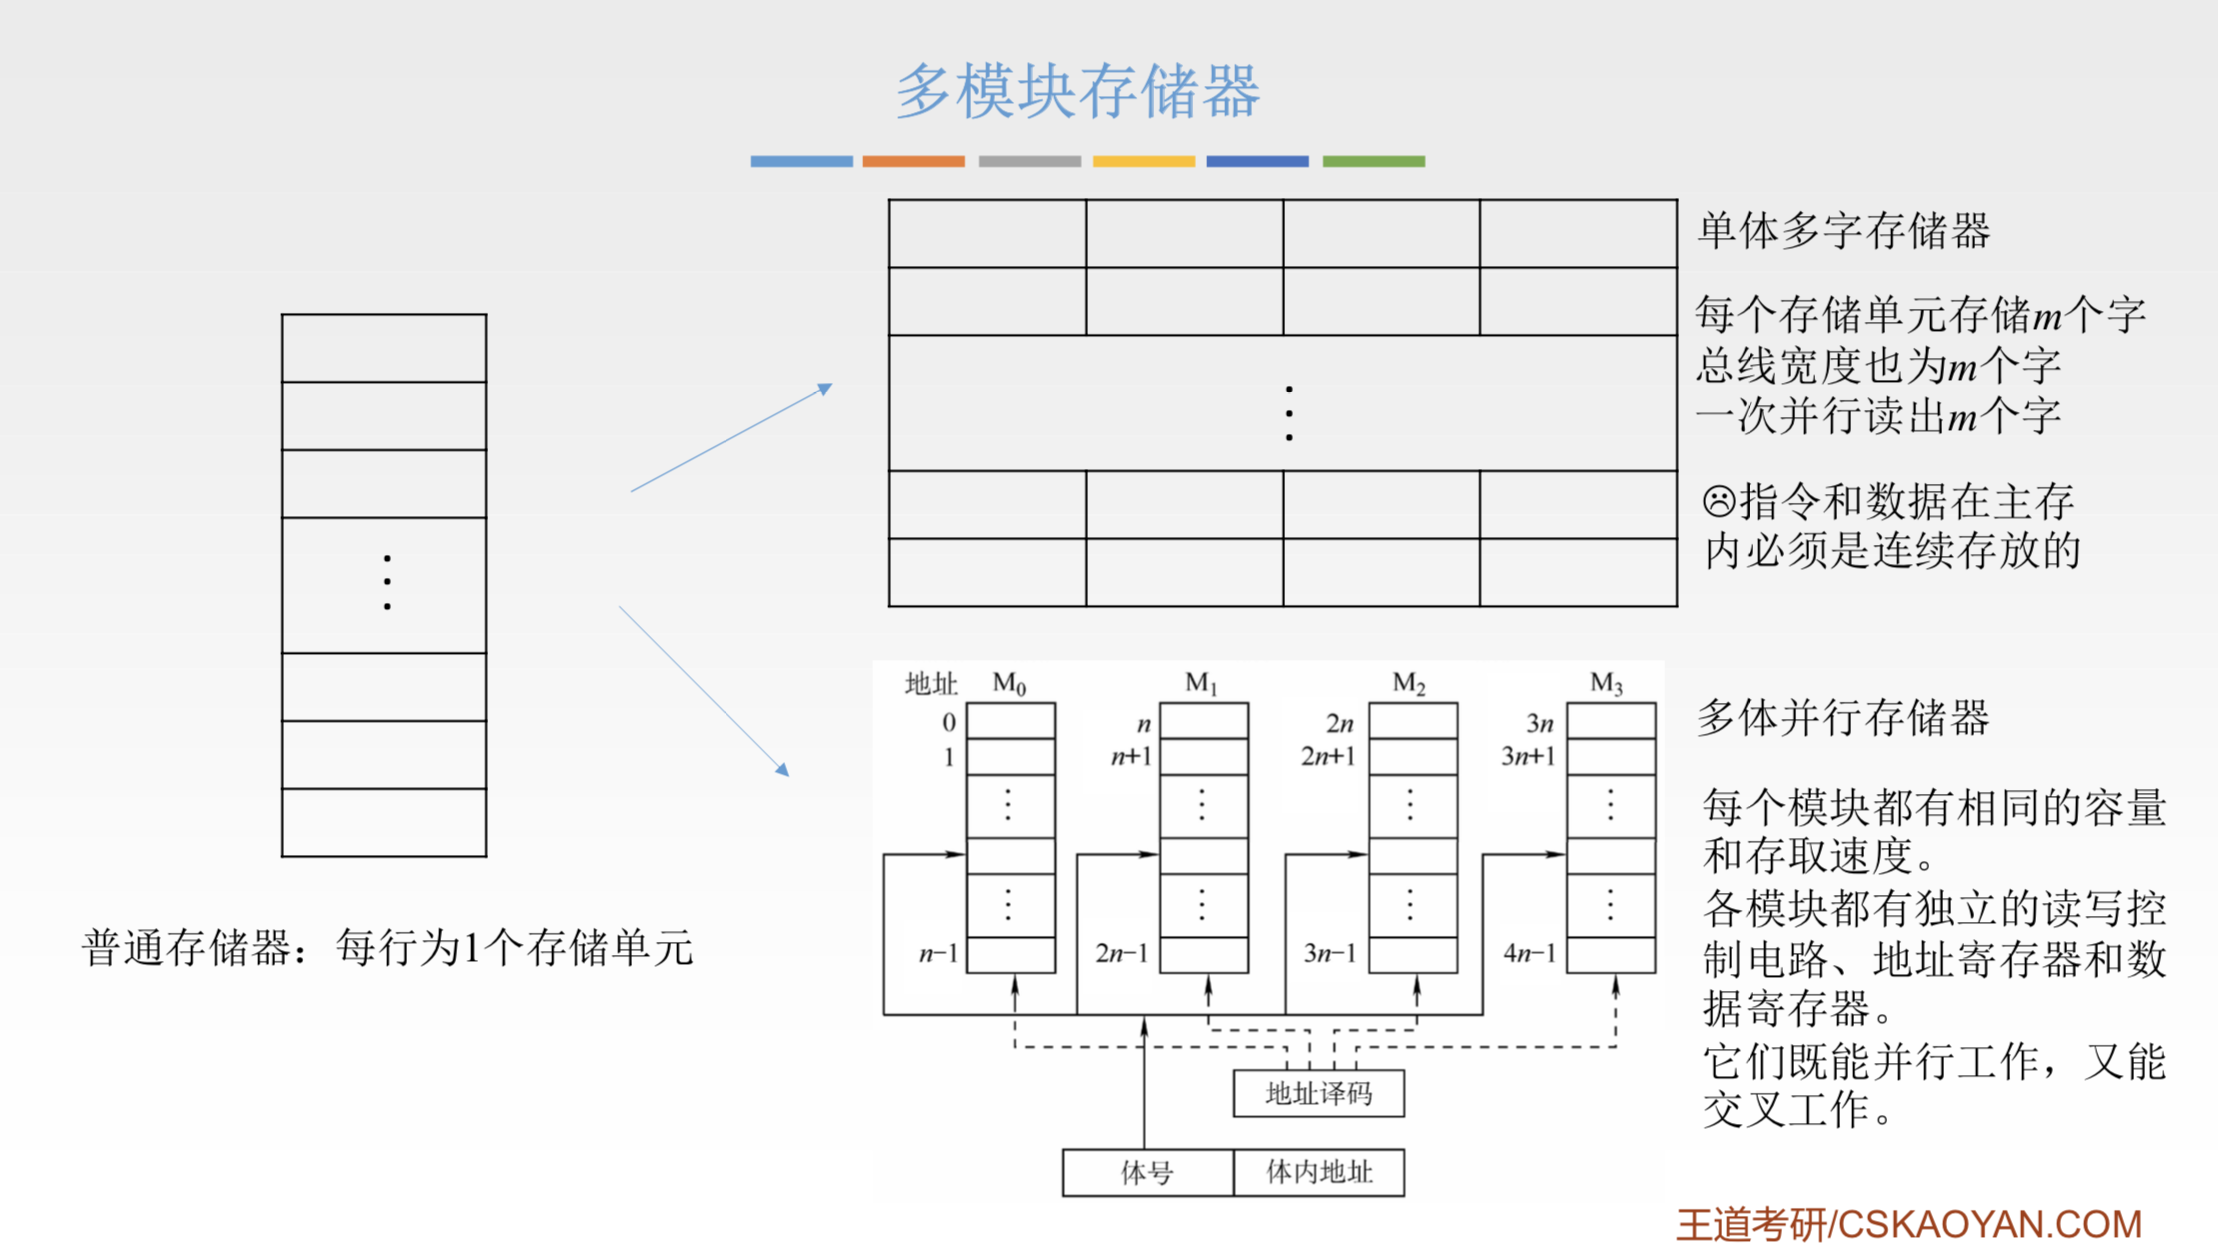 多模块存储器
单体多字存储器
每个存储单元存储m个字
总线宽度也为m个字
一次并行读出m个字
☹指令和数据在主存
内必须是连续存放的
普通存储器：每行为1个存储单元
地址 M₀ M₁ M₂ M₃
0 n 2n 3n
1 n+1 2n+1 3n+1
n−1 2n−1 3n−1 4n−1
地址译码
体号 体内地址
多体并行存储器
每个模块都有相同的容量
和存取速度。
各模块都有独立的读写控
制电路、地址寄存器和数
据寄存器。
它们既能并行工作，又能
交叉工作。
王道考研/CSKAOYAN.COM